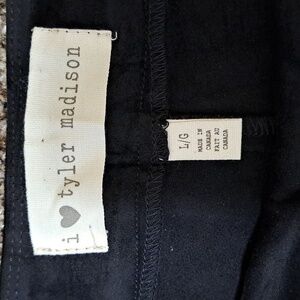 i ♥ tyler madison
L/G
MADE IN
CANADA
FAIT AU
CANADA